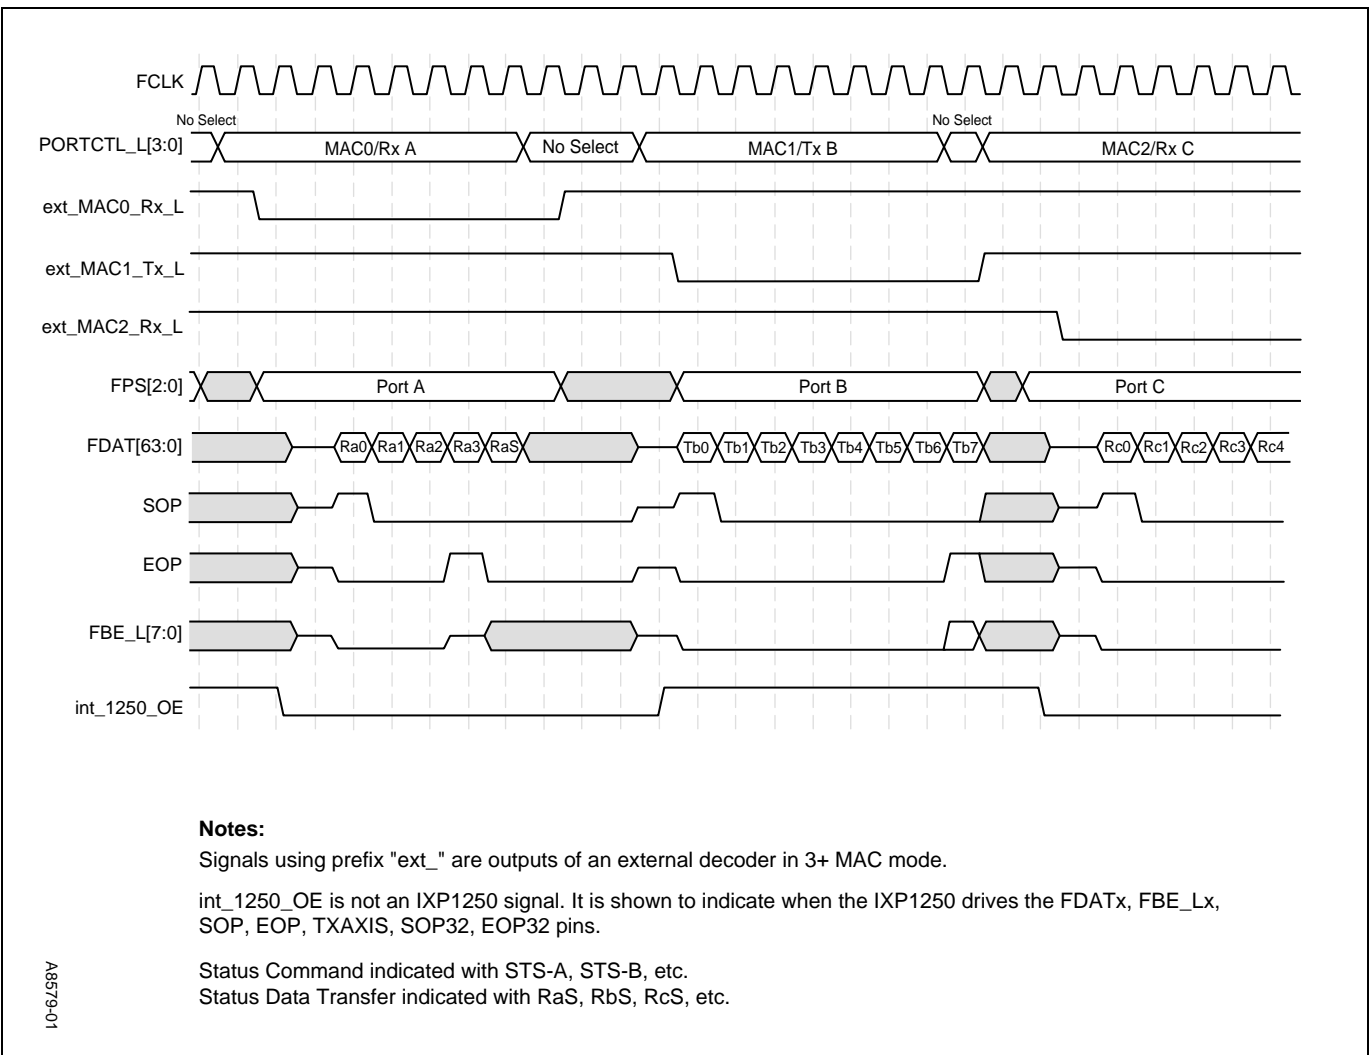 FCLK
No Select No Select
PORTCTL_L[3:0] MAC0/Rx A No Select MAC1/Tx B MAC2/Rx C
ext_MAC0_Rx_L
ext_MAC1_Tx_L
ext_MAC2_Rx_L
FPS[2:0] Port A Port B Port C
FDAT[63:0] Ra0 Ra1 Ra2 Ra3 RaS Tb0 Tb1 Tb2 Tb3 Tb4 Tb5 Tb6 Tb7 Rc0 Rc1 Rc2 Rc3 Rc4
SOP
EOP
FBE_L[7:0]
int_1250_OE
Notes:
Signals using prefix "ext_" are outputs of an external decoder in 3+ MAC mode.
int_1250_OE is not an IXP1250 signal. It is shown to indicate when the IXP1250 drives the FDATx, FBE_Lx,
SOP, EOP, TXAXIS, SOP32, EOP32 pins.
Status Command indicated with STS-A, STS-B, etc.
Status Data Transfer indicated with RaS, RbS, RcS, etc.
A8579-01